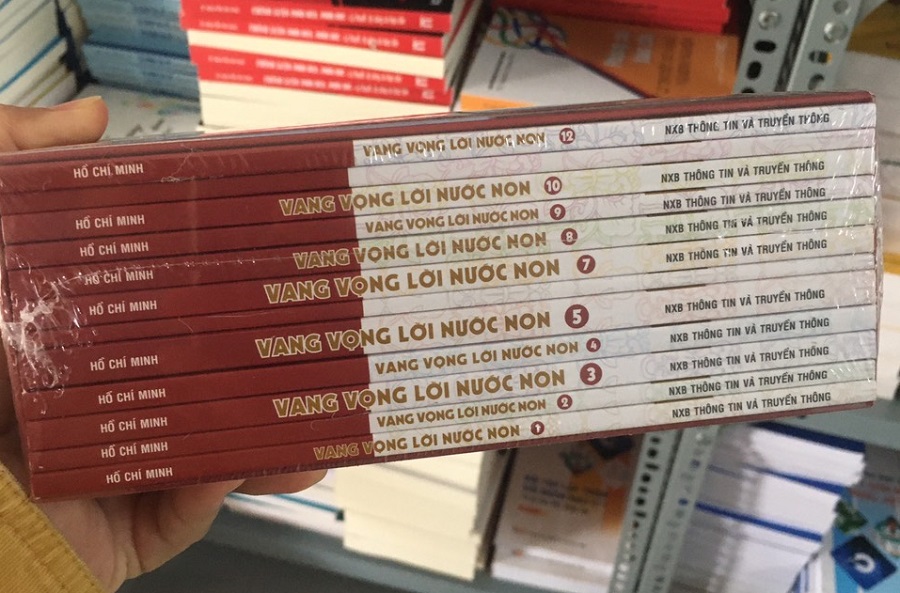 HỒ CHÍ MINH VANG VỌNG LỜI NƯỚC NON 12 NXB THÔNG TIN VÀ TRUYỀN THÔNG
HỒ CHÍ MINH VANG VỌNG LỜI NƯỚC NON 10 NXB THÔNG TIN VÀ TRUYỀN THÔNG
HỒ CHÍ MINH VANG VỌNG LỜI NƯỚC NON 9 NXB THÔNG TIN VÀ TRUYỀN THÔNG
HỒ CHÍ MINH VANG VỌNG LỜI NƯỚC NON 8 NXB THÔNG TIN VÀ TRUYỀN THÔNG
HỒ CHÍ MINH VANG VỌNG LỜI NƯỚC NON 7 NXB THÔNG TIN VÀ TRUYỀN THÔNG
HỒ CHÍ MINH VANG VỌNG LỜI NƯỚC NON 5 NXB THÔNG TIN VÀ TRUYỀN THÔNG
HỒ CHÍ MINH VANG VỌNG LỜI NƯỚC NON 4 NXB THÔNG TIN VÀ TRUYỀN THÔNG
HỒ CHÍ MINH VANG VỌNG LỜI NƯỚC NON 3 NXB THÔNG TIN VÀ TRUYỀN THÔNG
HỒ CHÍ MINH VANG VỌNG LỜI NƯỚC NON 2 NXB THÔNG TIN VÀ TRUYỀN THÔNG
HỒ CHÍ MINH VANG VỌNG LỜI NƯỚC NON 1 NXB THÔNG TIN VÀ TRUYỀN THÔNG